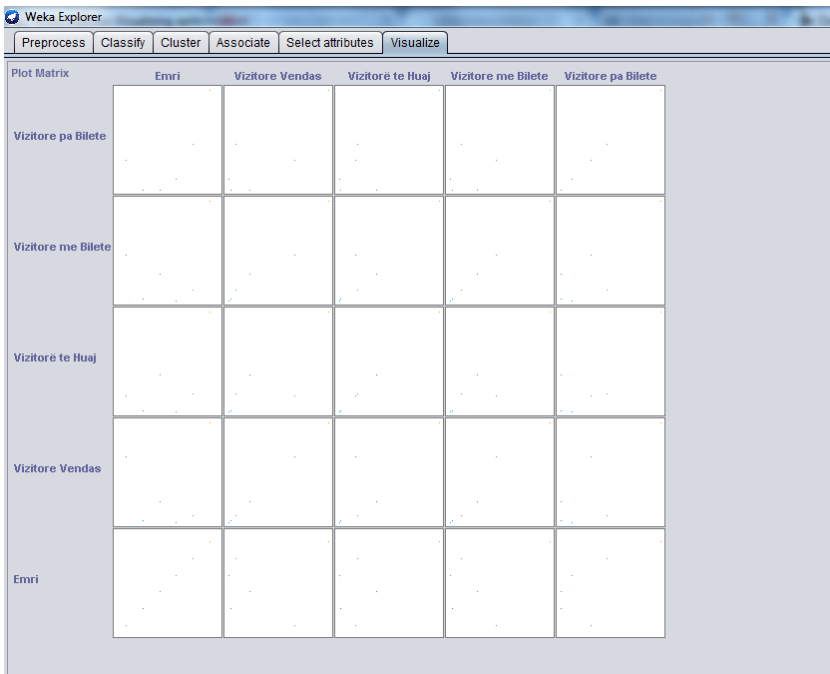 Weka Explorer
Preprocess Classify Cluster Associate Select attributes Visualize
Plot Matrix Emri Vizitore Vendas Vizitorë te Huaj Vizitore me Bilete Vizitore pa Bilete
Vizitore pa Bilete
Vizitore me Bilete
Vizitorë te Huaj
Vizitore Vendas
Emri